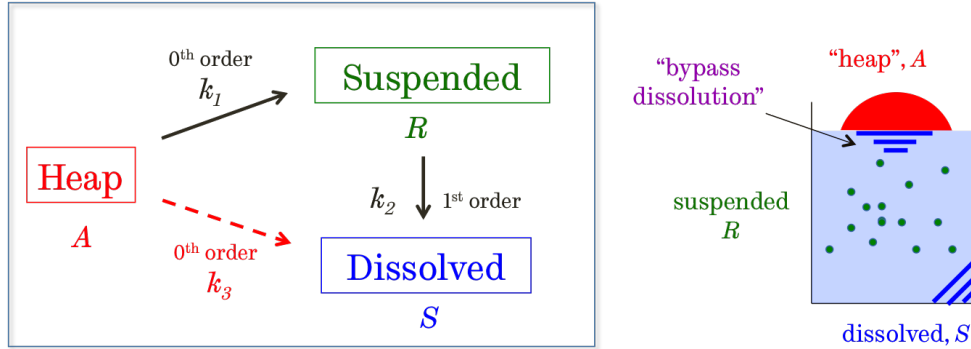 0th order
k1
Suspended
R
Heap
A
k2
1st order
0th order
k3
Dissolved
S
“bypass
dissolution”
“heap”, A
suspended
R
dissolved, S